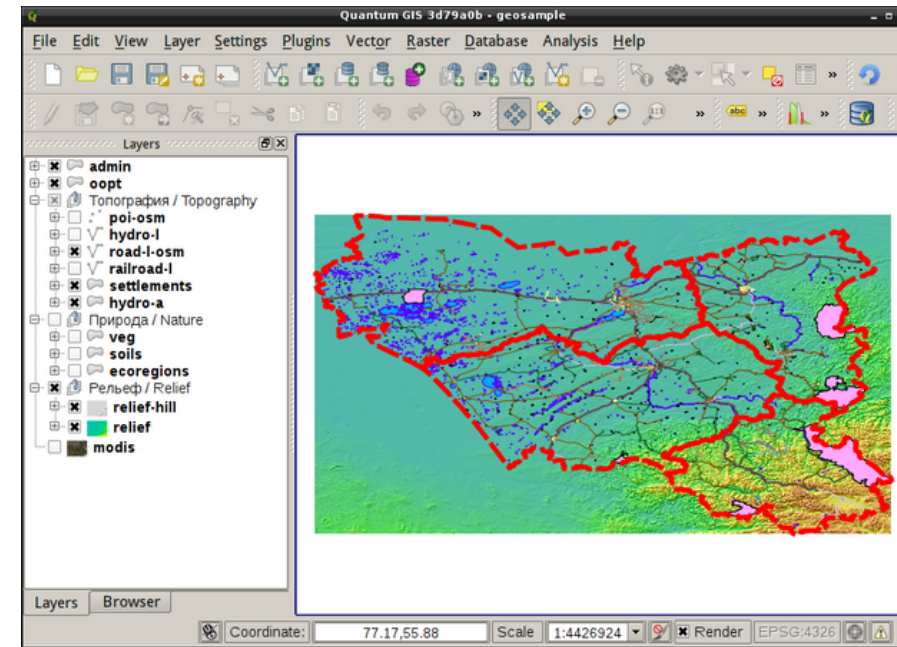 Quantum GIS 3d79a0b - geosample
File Edit View Layer Settings Plugins Vector Raster Database Analysis Help
abc
Layers
admin
oopt
Топография / Topography
poi-osm
hydro-l
road-l-osm
railroad-l
settlements
hydro-a
Природа / Nature
veg
soils
ecoregions
Рельеф / Relief
relief-hill
relief
modis
Layers Browser
Coordinate: 77.17,55.88 Scale 1:4426924 Render EPSG:4326